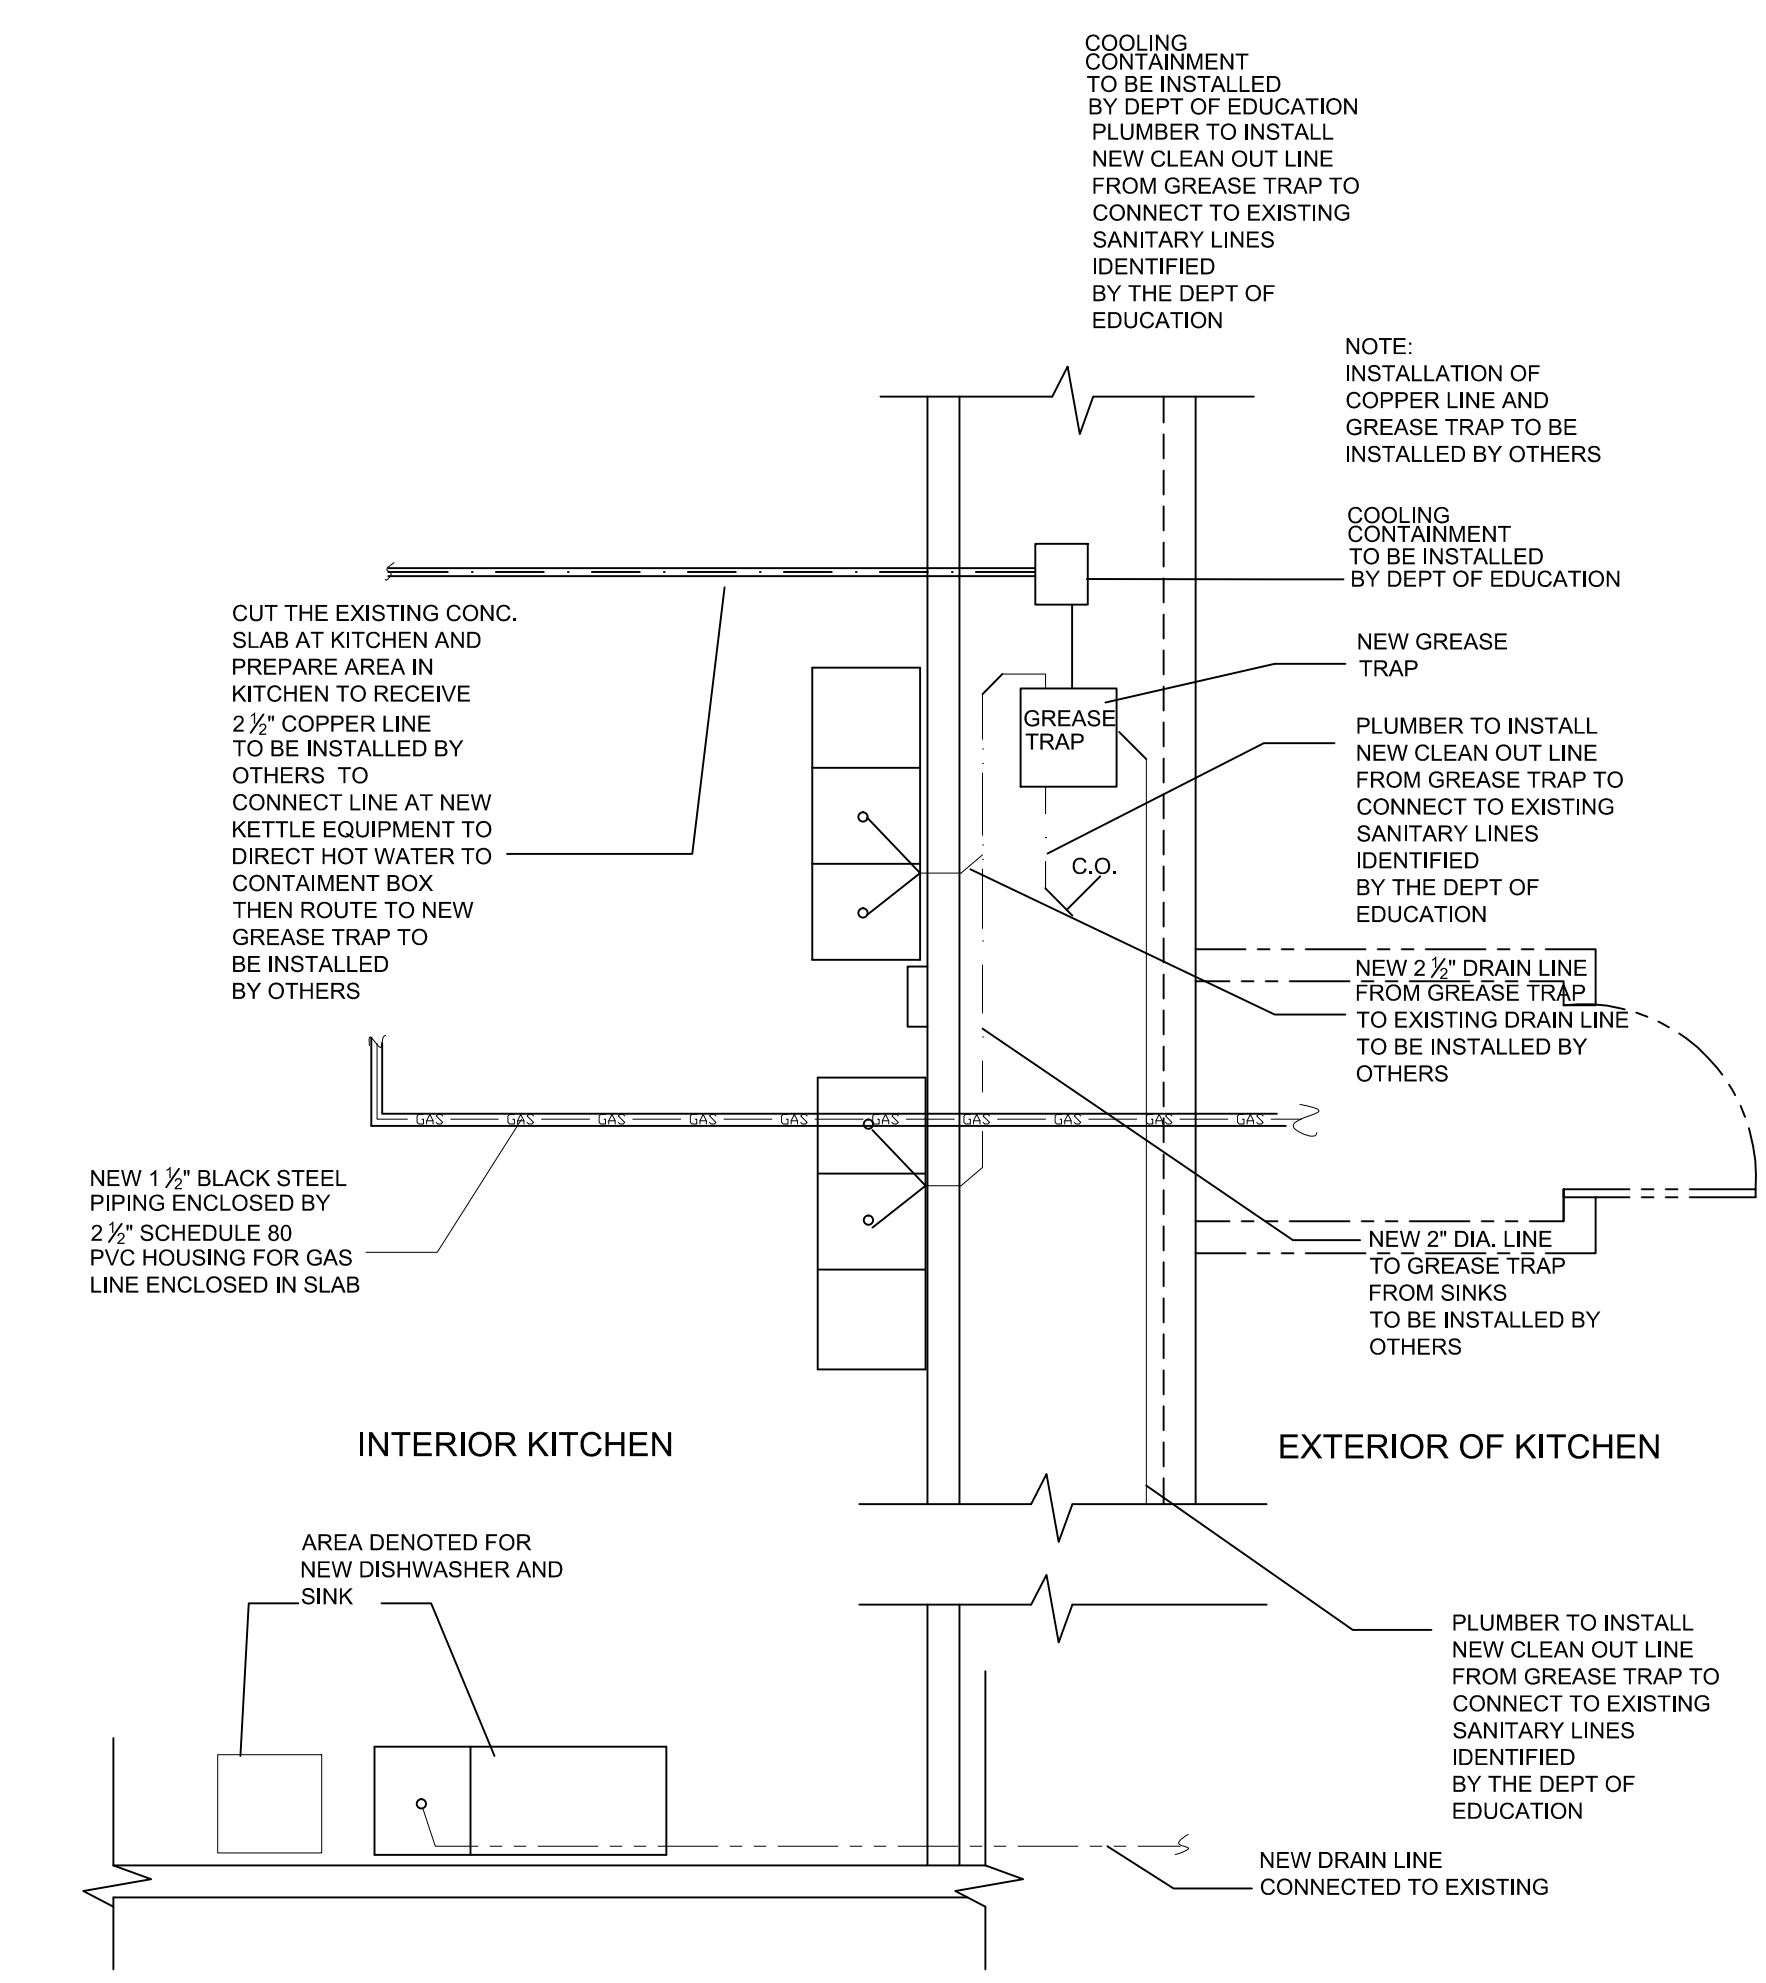 COOLING
CONTAINMENT
TO BE INSTALLED
BY DEPT OF EDUCATION
PLUMBER TO INSTALL
NEW CLEAN OUT LINE
FROM GREASE TRAP TO
CONNECT TO EXISTING
SANITARY LINES
IDENTIFIED
BY THE DEPT OF
EDUCATION
NOTE:
INSTALLATION OF
COPPER LINE AND
GREASE TRAP TO BE
INSTALLED BY OTHERS
COOLING
CONTAINMENT
TO BE INSTALLED
BY DEPT OF EDUCATION
CUT THE EXISTING CONC.
SLAB AT KITCHEN AND
PREPARE AREA IN
KITCHEN TO RECEIVE
2 ½" COPPER LINE
TO BE INSTALLED BY
OTHERS TO
CONNECT LINE AT NEW
KETTLE EQUIPMENT TO
DIRECT HOT WATER TO
CONTAIMENT BOX
THEN ROUTE TO NEW
GREASE TRAP TO
BE INSTALLED
BY OTHERS
NEW GREASE
TRAP
GREASE
TRAP
PLUMBER TO INSTALL
NEW CLEAN OUT LINE
FROM GREASE TRAP TO
CONNECT TO EXISTING
SANITARY LINES
IDENTIFIED
BY THE DEPT OF
EDUCATION
C.O.
NEW 2 ½" DRAIN LINE
FROM GREASE TRAP
TO EXISTING DRAIN LINE
TO BE INSTALLED BY
OTHERS
GAS GAS GAS GAS GAS GAS GAS GAS GAS GAS
NEW 1 ½" BLACK STEEL
PIPING ENCLOSED BY
2 ½" SCHEDULE 80
PVC HOUSING FOR GAS
LINE ENCLOSED IN SLAB
NEW 2" DIA. LINE
TO GREASE TRAP
FROM SINKS
TO BE INSTALLED BY
OTHERS
INTERIOR KITCHEN
EXTERIOR OF KITCHEN
AREA DENOTED FOR
NEW DISHWASHER AND
SINK
PLUMBER TO INSTALL
NEW CLEAN OUT LINE
FROM GREASE TRAP TO
CONNECT TO EXISTING
SANITARY LINES
IDENTIFIED
BY THE DEPT OF
EDUCATION
NEW DRAIN LINE
CONNECTED TO EXISTING